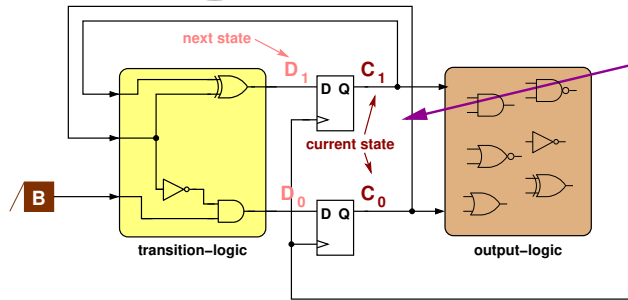 next state
D1
C1
D Q
current state
B
D0
C0
D Q
transition-logic
output-logic